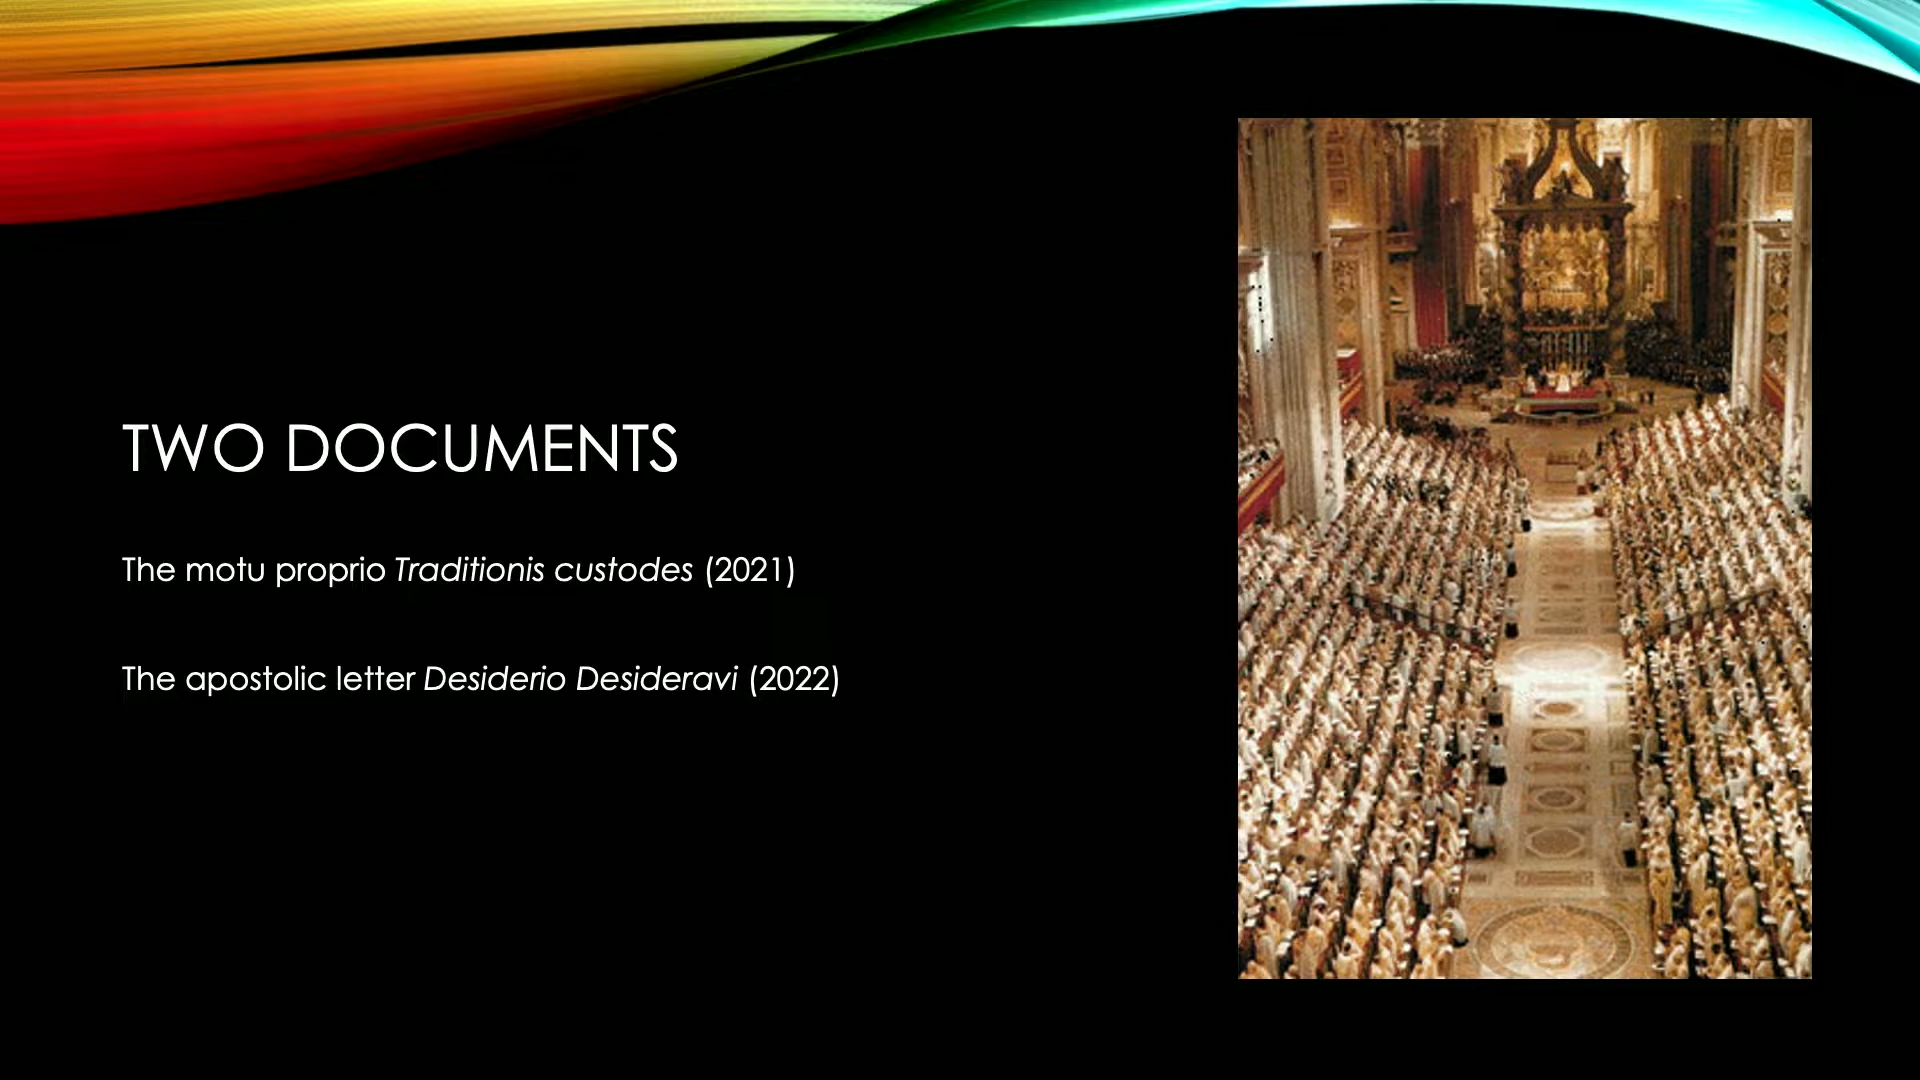 TWO DOCUMENTS
The motu proprio Traditionis custodes (2021)
The apostolic letter Desiderio Desideravi (2022)